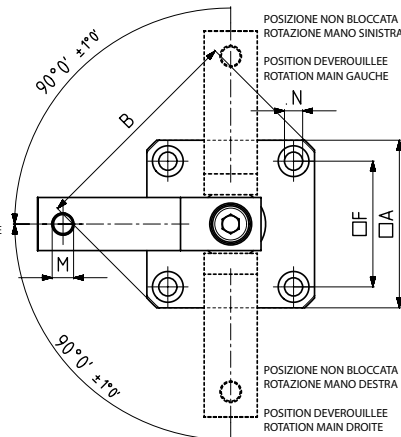 POSIZIONE NON BLOCCATA
ROTAZIONE MANO SINISTRA
POSITION DEVEROUILLEE
ROTATION MAIN GAUCHE
90°0' ±1°0'
B
N
M
□F
□A
E
90°0' ±1°0'
POSIZIONE NON BLOCCATA
ROTAZIONE MANO DESTRA
POSITION DEVEROUILLEE
ROTATION MAIN DROITE